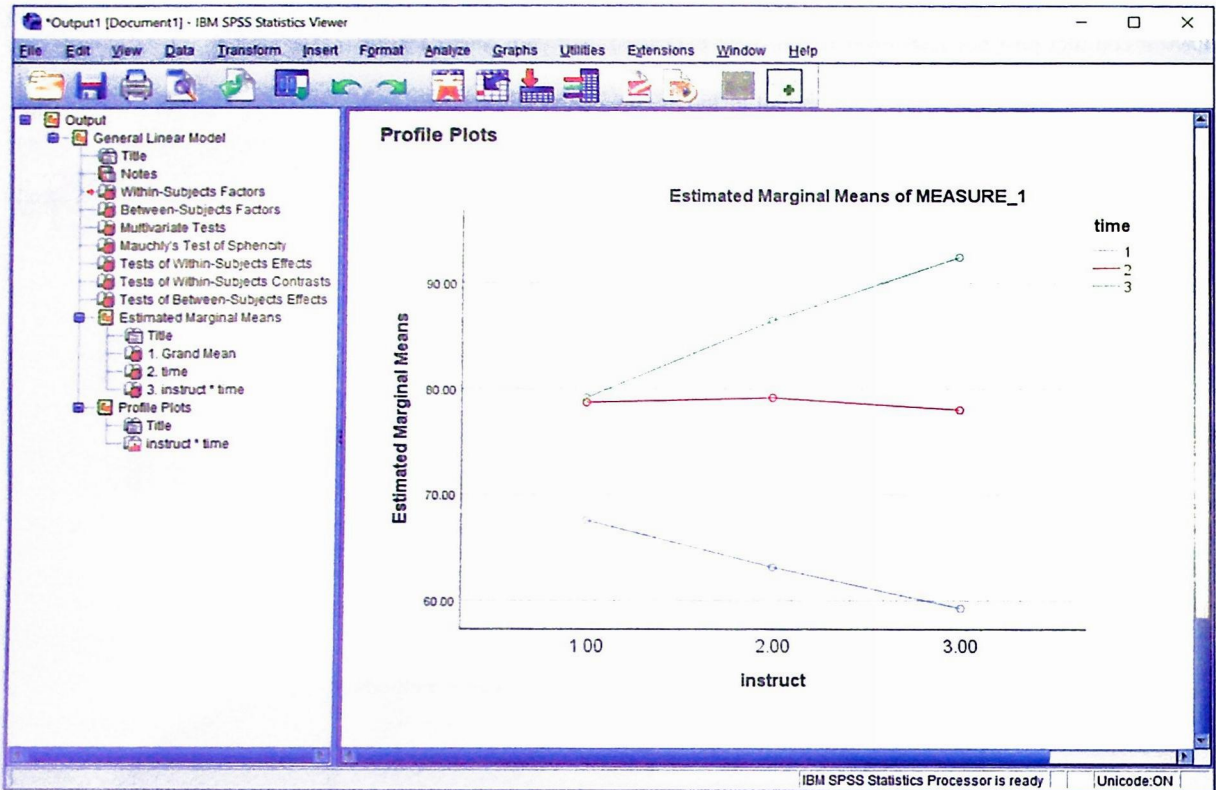 *Output1 [Document1] - IBM SPSS Statistics Viewer
File Edit View Data Transform Insert Format Analyze Graphs Utilities Extensions Window Help
Output
General Linear Model
Title
Notes
Within-Subjects Factors
Between-Subjects Factors
Multivariate Tests
Mauchly's Test of Sphericity
Tests of Within-Subjects Effects
Tests of Within-Subjects Contrasts
Tests of Between-Subjects Effects
Estimated Marginal Means
Title
1. Grand Mean
2. time
3. instruct * time
Profile Plots
Title
instruct * time
Profile Plots
Estimated Marginal Means of MEASURE_1
time
1
2
3
Estimated Marginal Means
90.00
80.00
70.00
60.00
1.00 2.00 3.00
instruct
IBM SPSS Statistics Processor is ready Unicode:ON